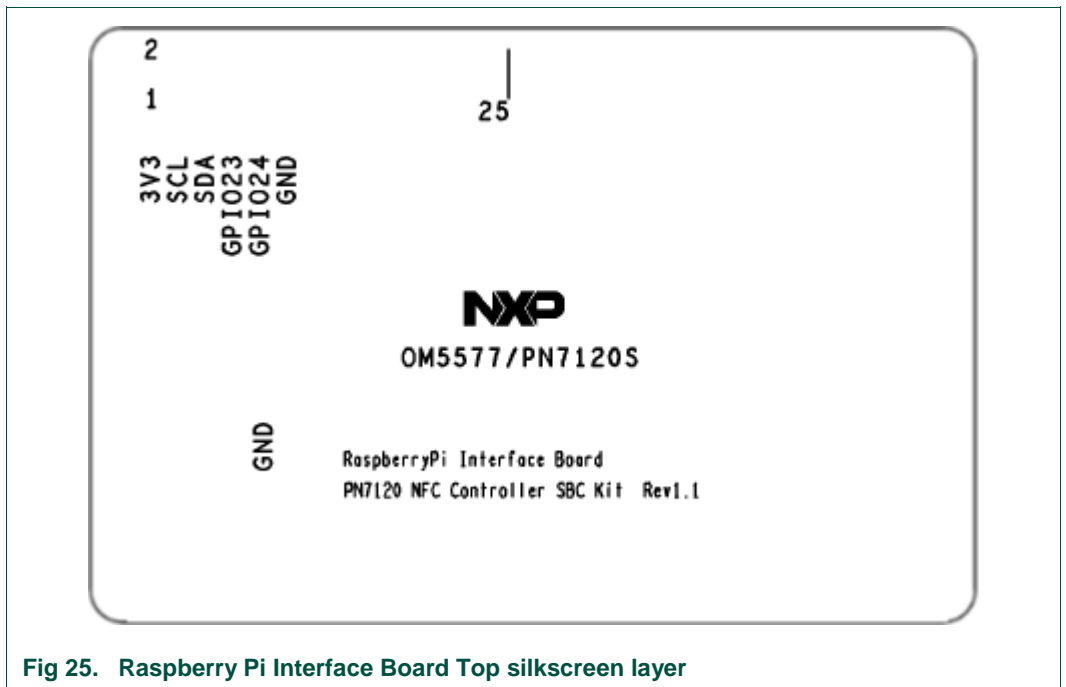 2
1
25
3V3
SCL
SDA
GPIO23
GPIO24
GND
NXP
OM5577/PN7120S
GND
RaspberryPi Interface Board
PN7120 NFC Controller SBC Kit Rev1.1
Fig 25. Raspberry Pi Interface Board Top silkscreen layer